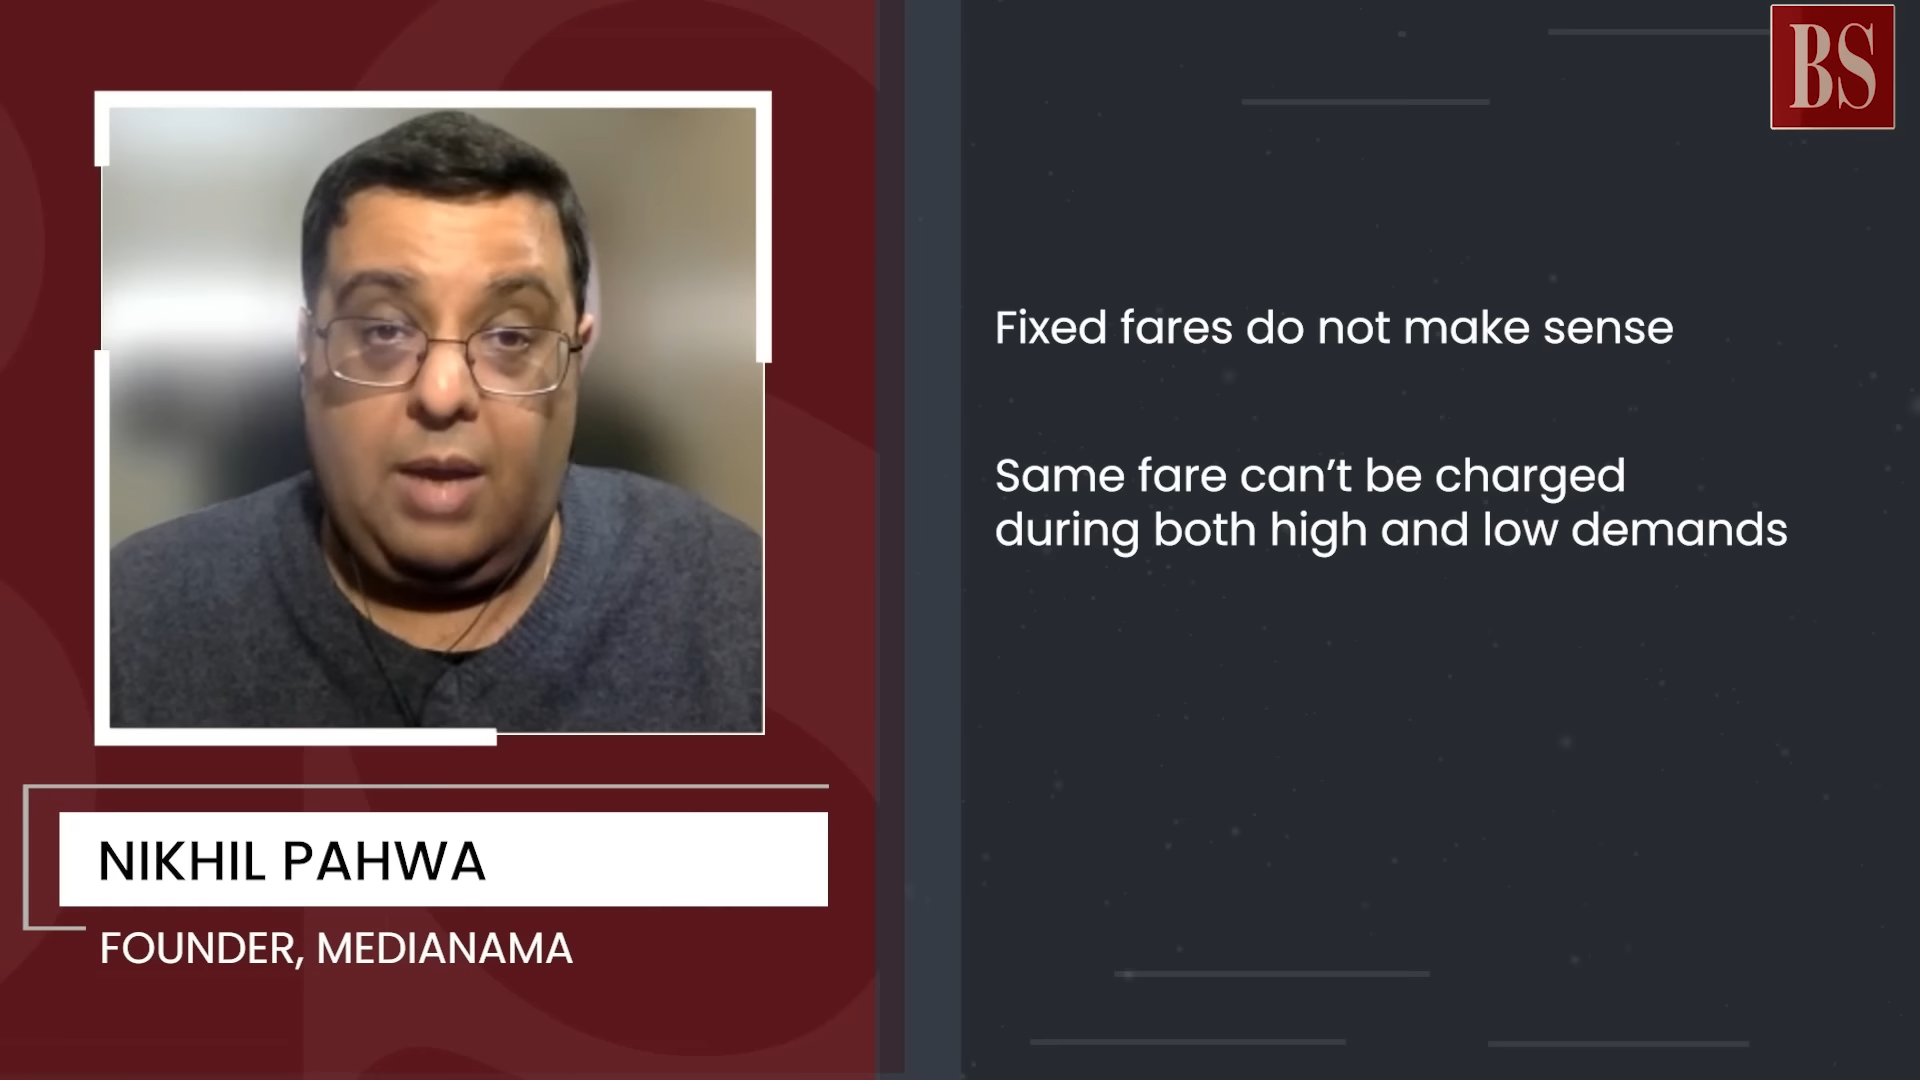 BS
Fixed fares do not make sense
Same fare can’t be charged
during both high and low demands
NIKHIL PAHWA
FOUNDER, MEDIANAMA